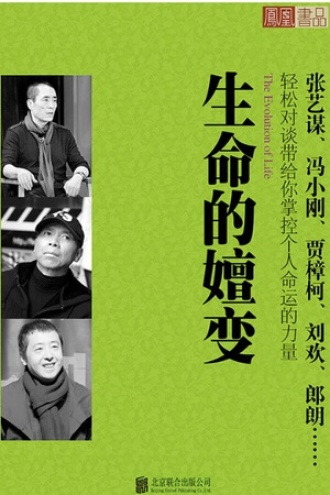 鳳凰書品
张艺谋、冯小刚、贾樟柯、刘欢、郎朗……
轻松对谈带给你掌控个人命运的力量
The Evolution of Life
生命的嬗变
北京联合出版公司